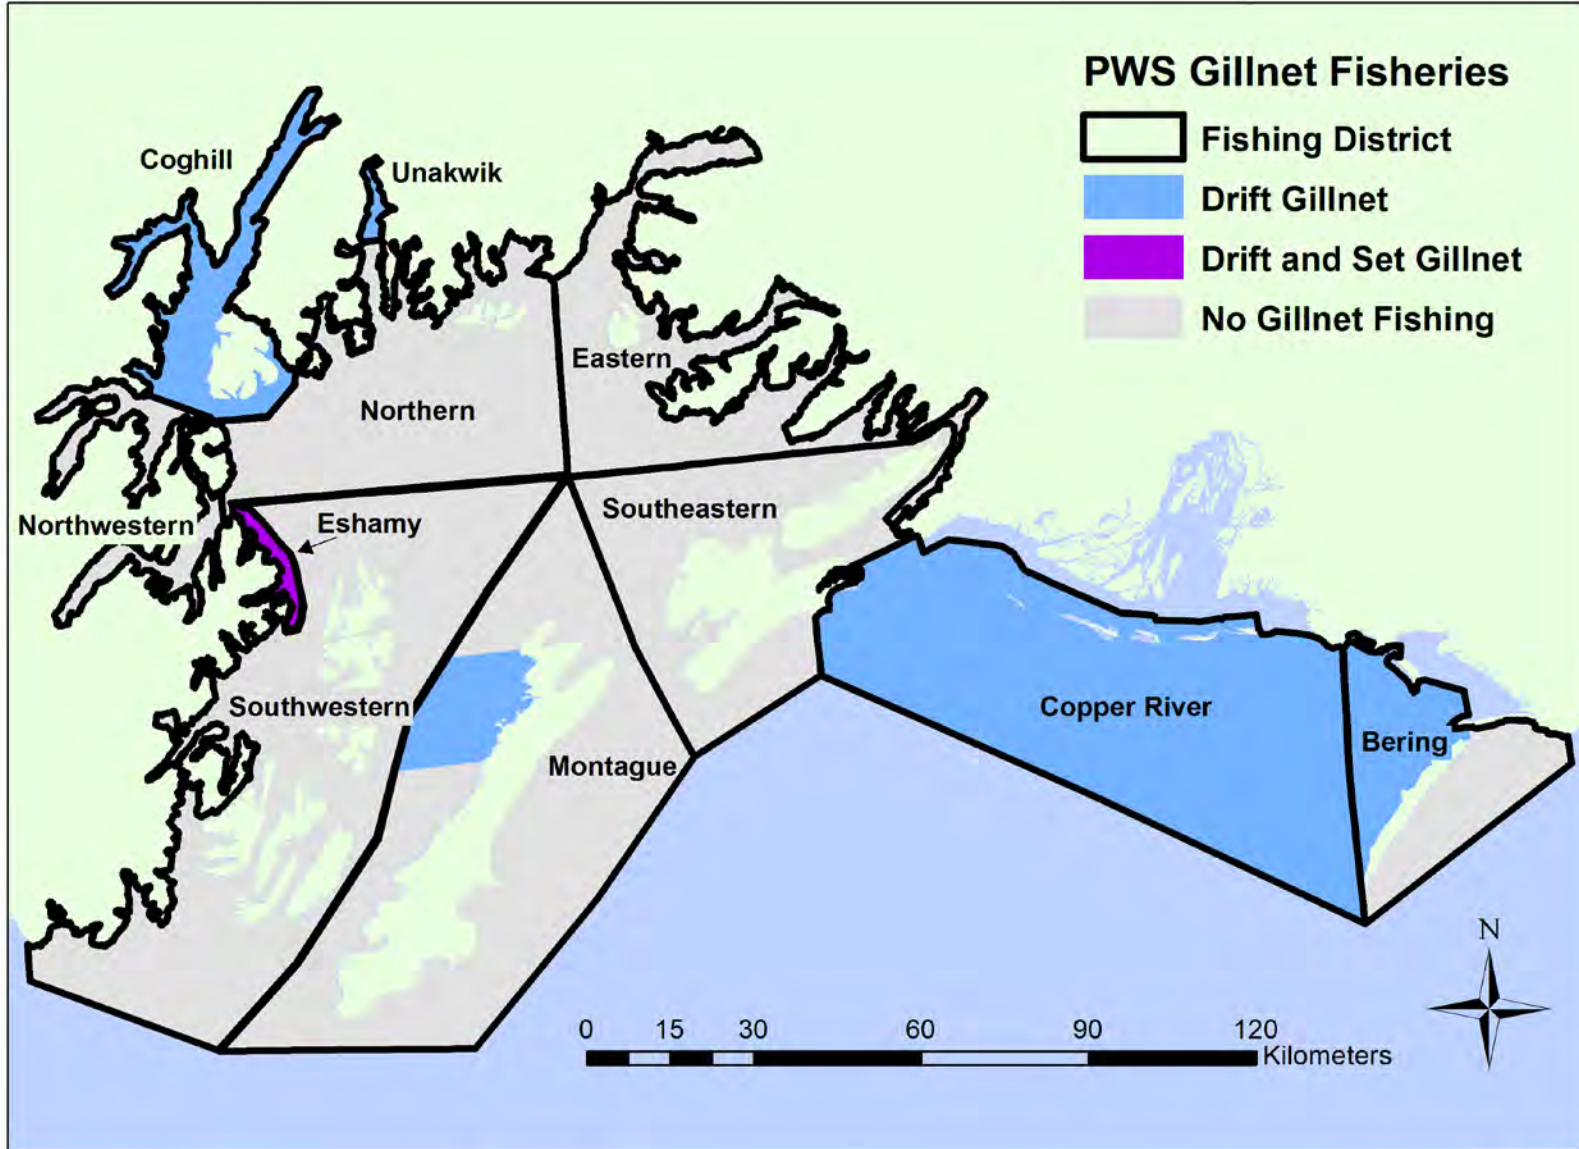 PWS Gillnet Fisheries
Fishing District
Drift Gillnet
Drift and Set Gillnet
No Gillnet Fishing
Coghill
Unakwik
Eastern
Northern
Southeastern
Northwestern
Eshamy
Southwestern
Copper River
Bering
Montague
N
0 15 30 60 90 120
Kilometers